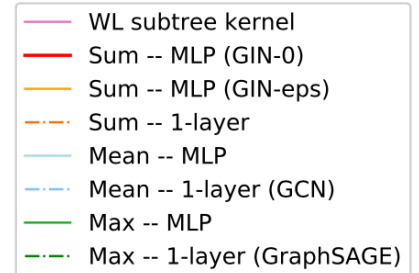 WL subtree kernel
Sum -- MLP (GIN-0)
Sum -- MLP (GIN-eps)
Sum -- 1-layer
Mean -- MLP
Mean -- 1-layer (GCN)
Max -- MLP
Max -- 1-layer (GraphSAGE)